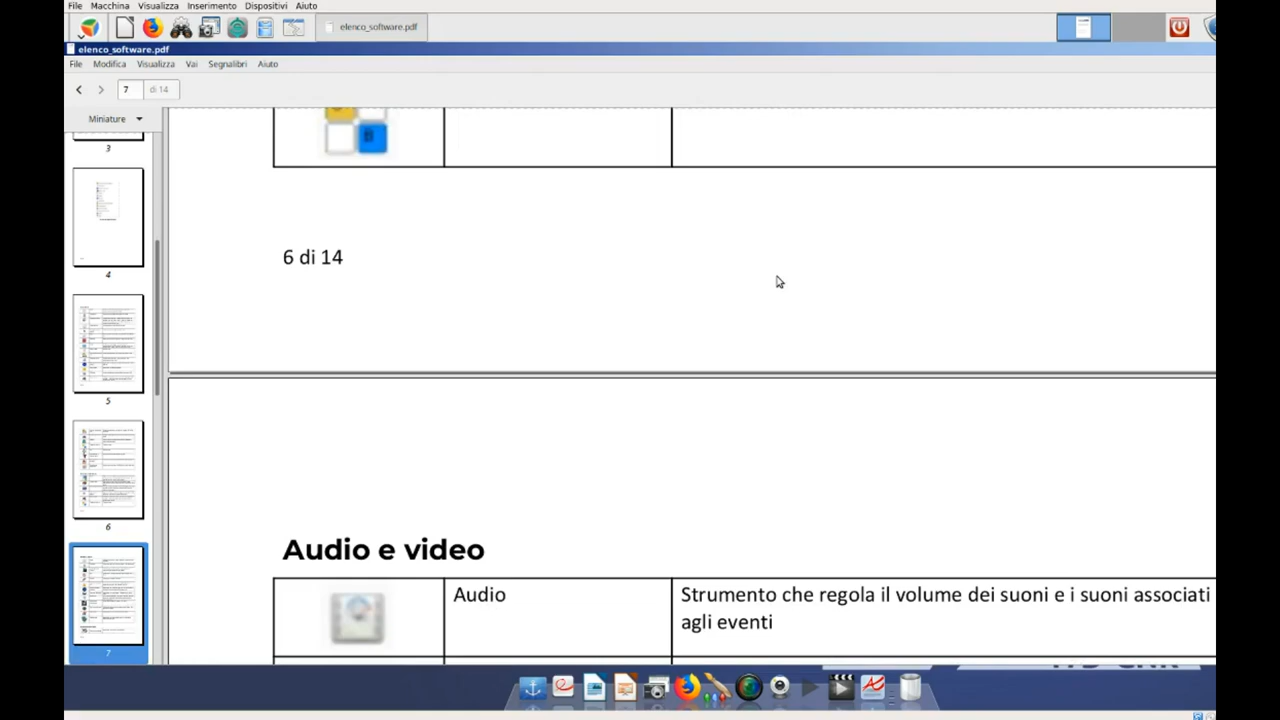 File Macchina Visualizza Inserimento Dispositivi Aiuto
elenco_software.pdf
elenco_software.pdf
File Modifica Visualizza Vai Segnalibri Aiuto
7 di 14
Miniature
3
4
5
6
7
B
6 di 14
Audio e video
Audio
Strumento che regola il volume dei suoni e i suoni associati
agli eventi